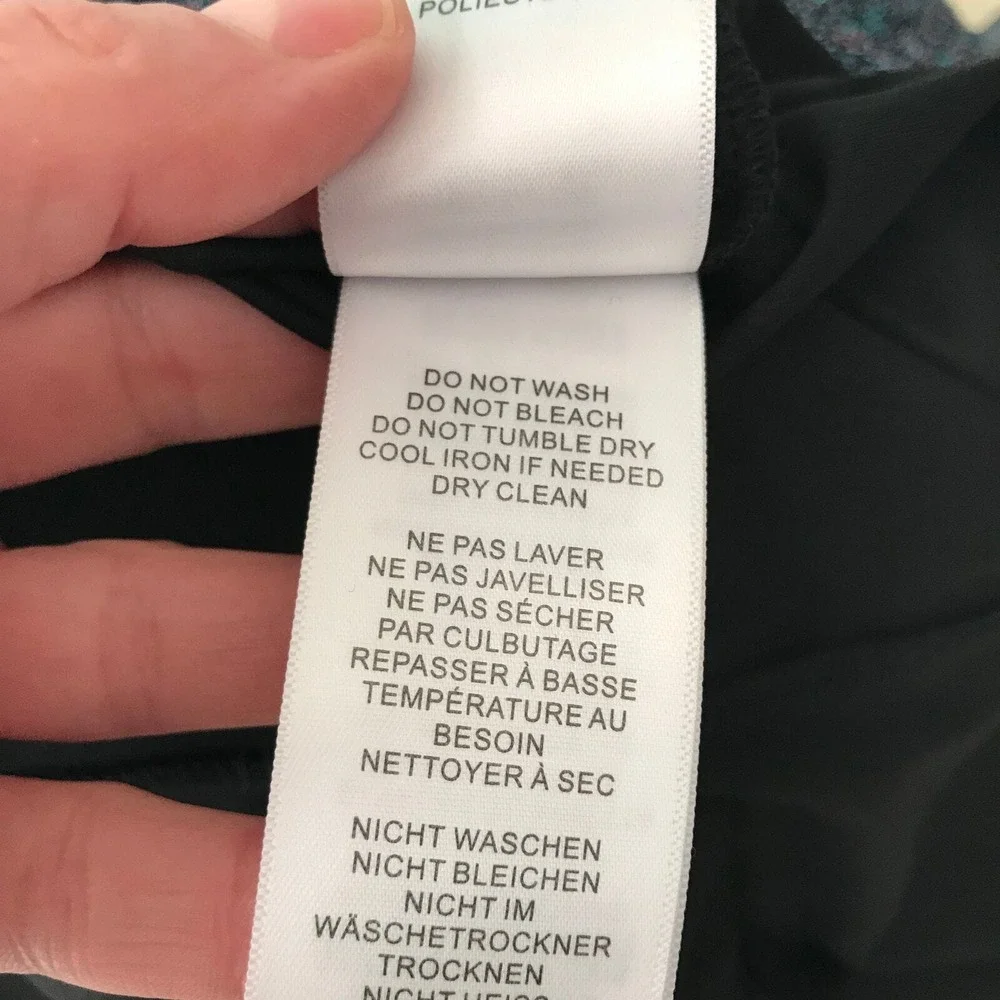 DO NOT WASH
DO NOT BLEACH
DO NOT TUMBLE DRY
COOL IRON IF NEEDED
DRY CLEAN
NE PAS LAVER
NE PAS JAVELLISER
NE PAS SÉCHER
PAR CULBUTAGE
REPASSER À BASSE
TEMPÉRATURE AU
BESOIN
NETTOYER À SEC
NICHT WASCHEN
NICHT BLEICHEN
NICHT IM
WÄSCHETROCKNER
TROCKNEN
NICHT HEISS